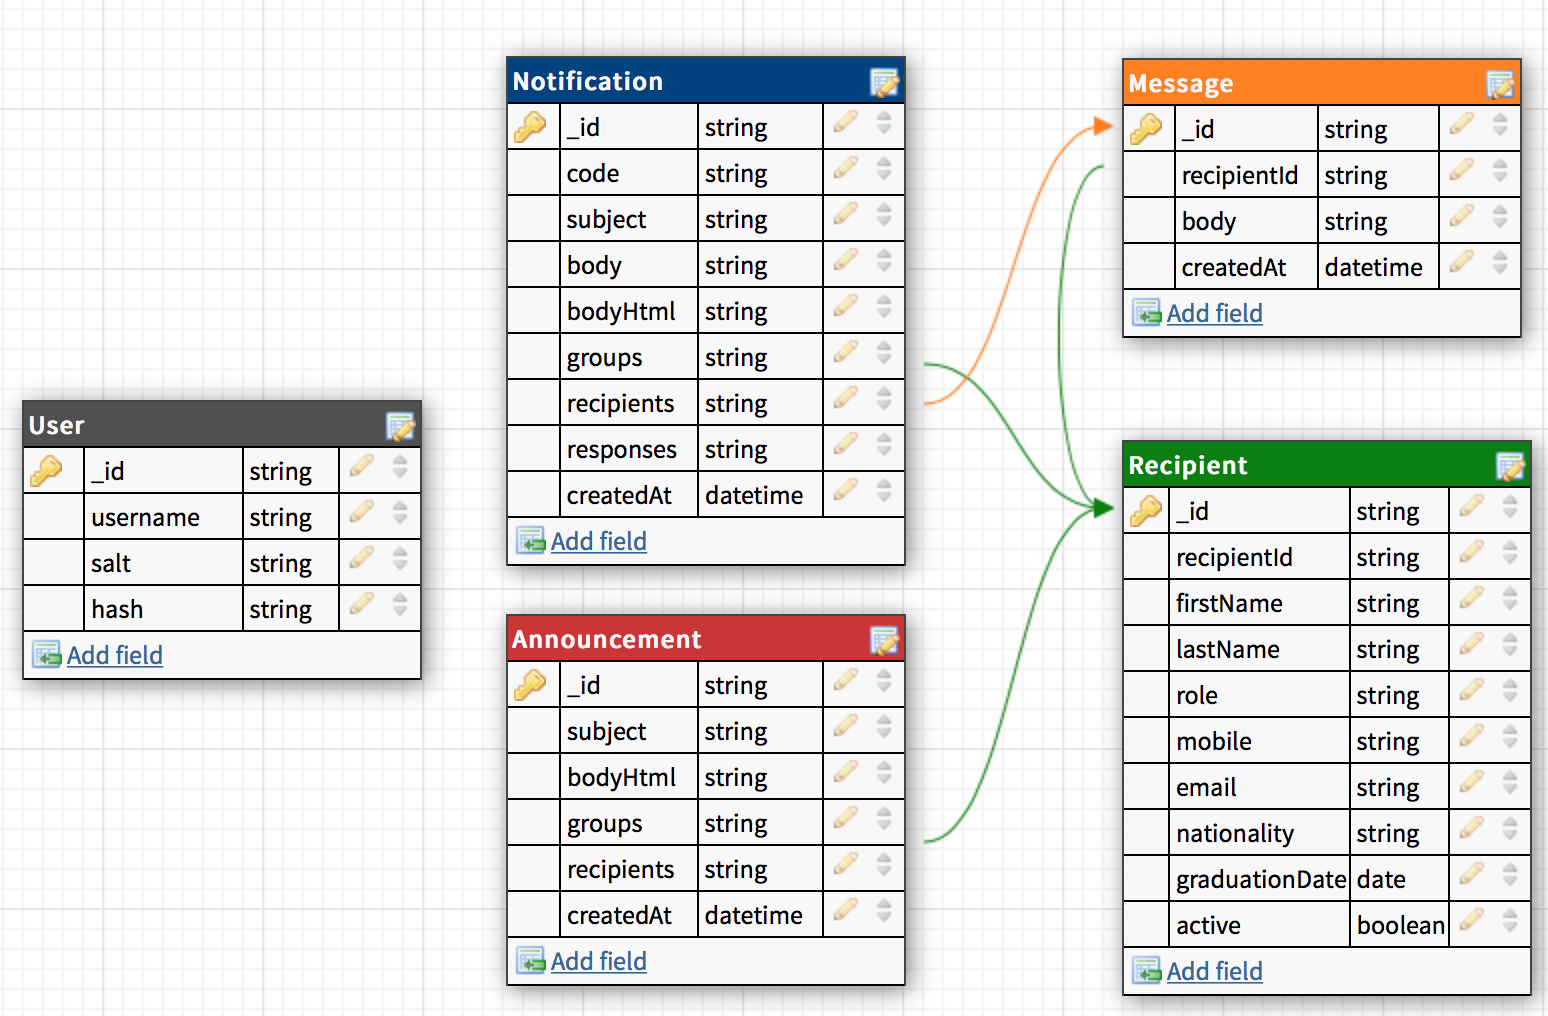 Notification
_id string
code string
subject string
body string
bodyHtml string
groups string
recipients string
responses string
createdAt datetime
Add field
Message
_id string
recipientId string
body string
createdAt datetime
Add field
User
_id string
username string
salt string
hash string
Add field
Announcement
_id string
subject string
bodyHtml string
groups string
recipients string
createdAt datetime
Add field
Recipient
_id string
recipientId string
firstName string
lastName string
role string
mobile string
email string
nationality string
graduationDate date
active boolean
Add field